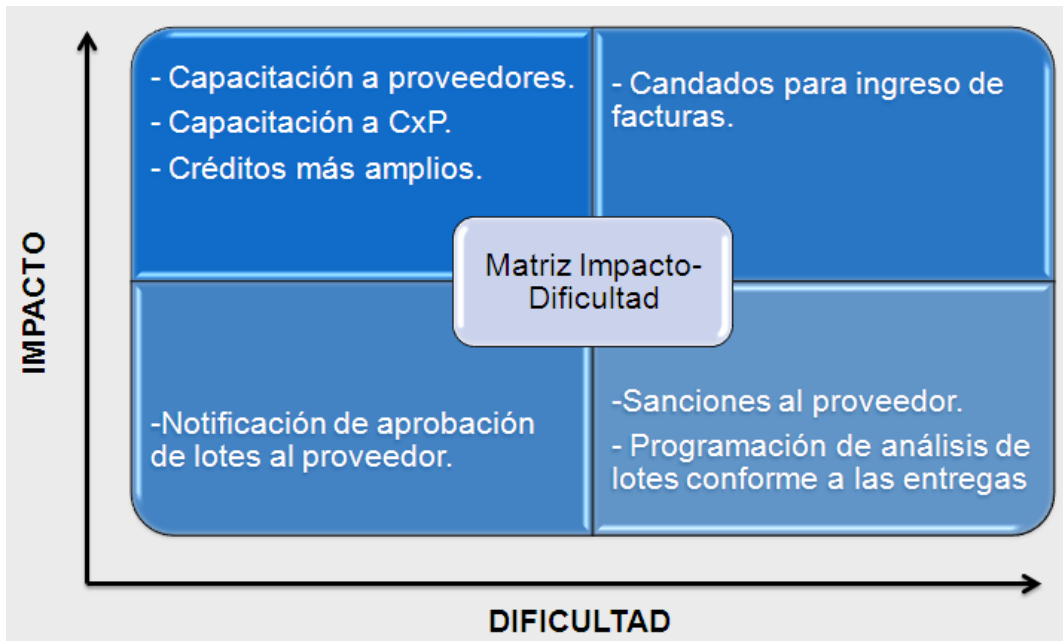 IMPACTO
- Capacitación a proveedores.
- Capacitación a CxP.
- Créditos más amplios.
- Candados para ingreso de
facturas.
Matriz Impacto-
Dificultad
-Notificación de aprobación
de lotes al proveedor.
-Sanciones al proveedor.
- Programación de análisis de
lotes conforme a las entregas
DIFICULTAD